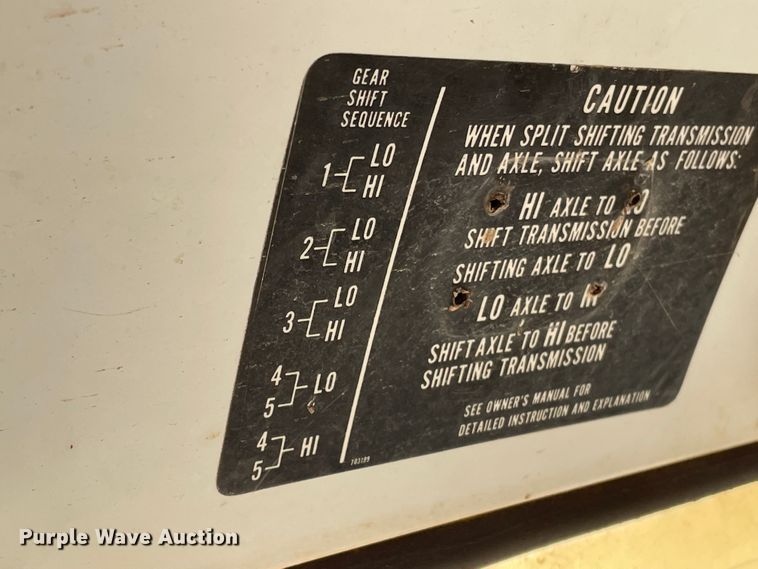 GEAR
SHIFT
SEQUENCE
1 LO
HI
2 LO
HI
3 LO
HI
4
5 LO
4
5 HI
CAUTION
WHEN SPLIT SHIFTING TRANSMISSION
AND AXLE, SHIFT AXLE AS FOLLOWS:
HI AXLE TO LO
SHIFT TRANSMISSION BEFORE
SHIFTING AXLE TO LO
LO AXLE TO HI
SHIFT AXLE TO HI BEFORE
SHIFTING TRANSMISSION
SEE OWNER'S MANUAL FOR
DETAILED INSTRUCTION AND EXPLANATION
Purple Wave Auction